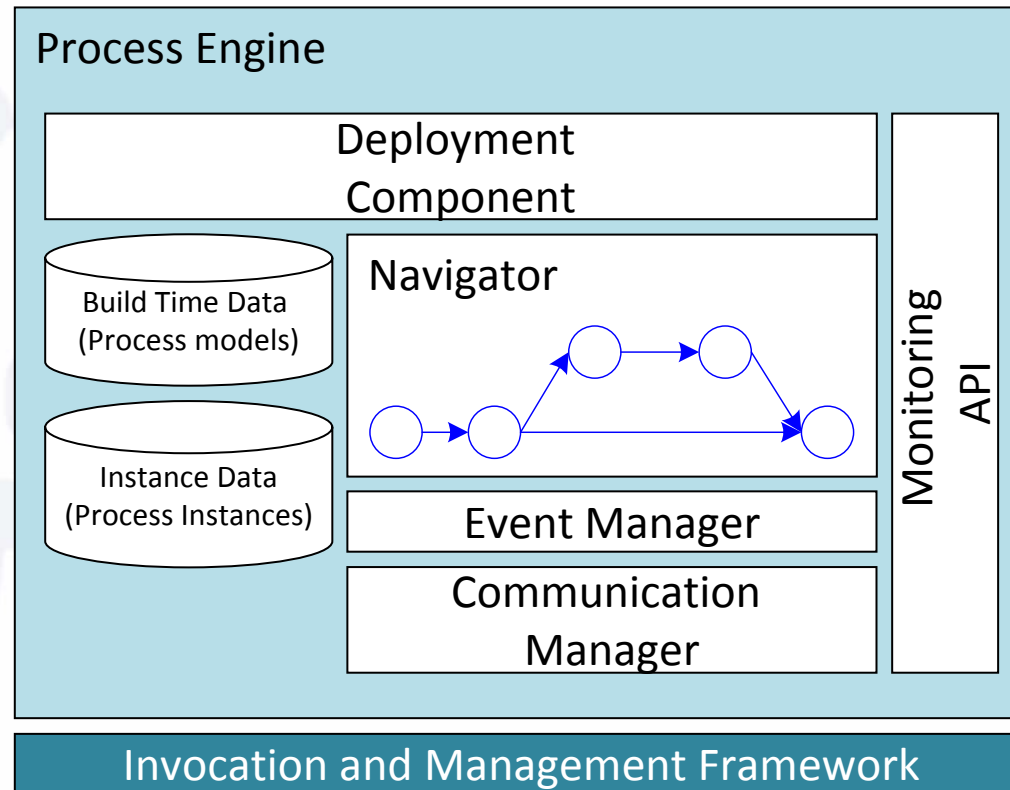 Process Engine
Deployment
Component
Build Time Data
(Process models)
Navigator
Instance Data
(Process Instances)
Event Manager
Communication
Manager
Monitoring
API
Invocation and Management Framework